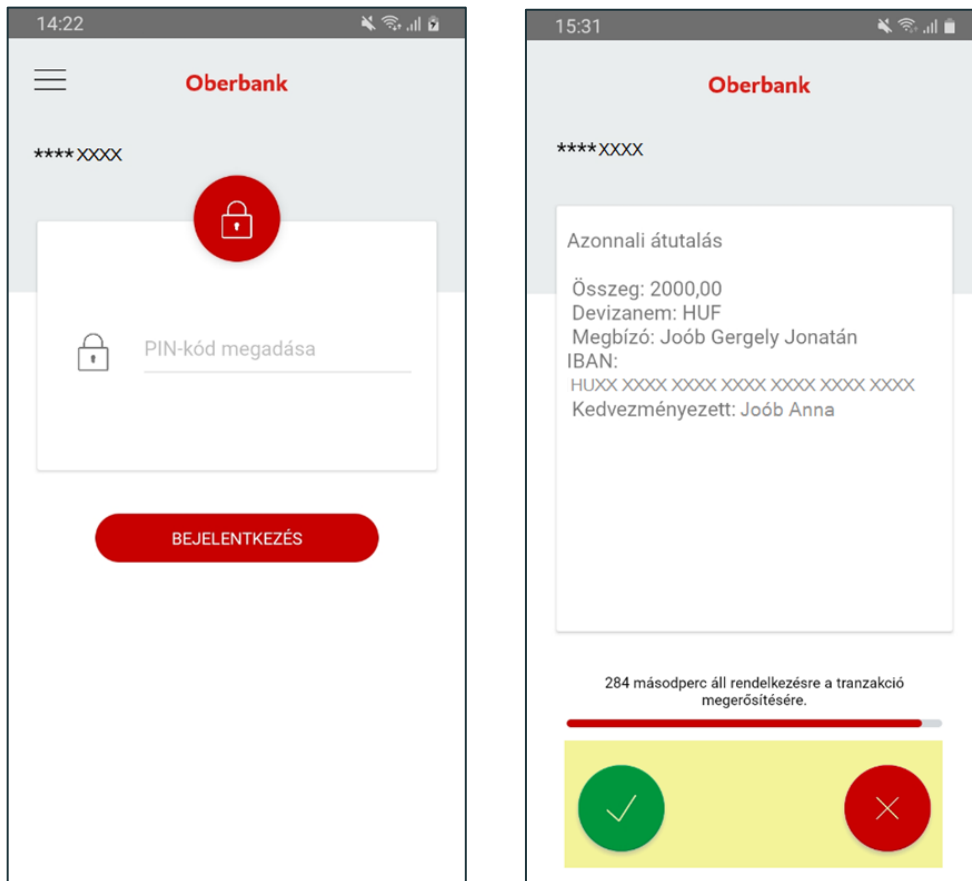 14:22
Oberbank
****XXXX
PIN-kód megadása
BEJELENTKEZÉS
15:31
Oberbank
****XXXX
Azonnali átutalás
Összeg: 2000,00
Devizanem: HUF
Megbízó: Joób Gergely Jonatán
IBAN:
HUXX XXXX XXXX XXXX XXXX XXXX XXXX
Kedvezményezett: Joób Anna
284 másodperc áll rendelkezésre a tranzakció
megerősítésére.